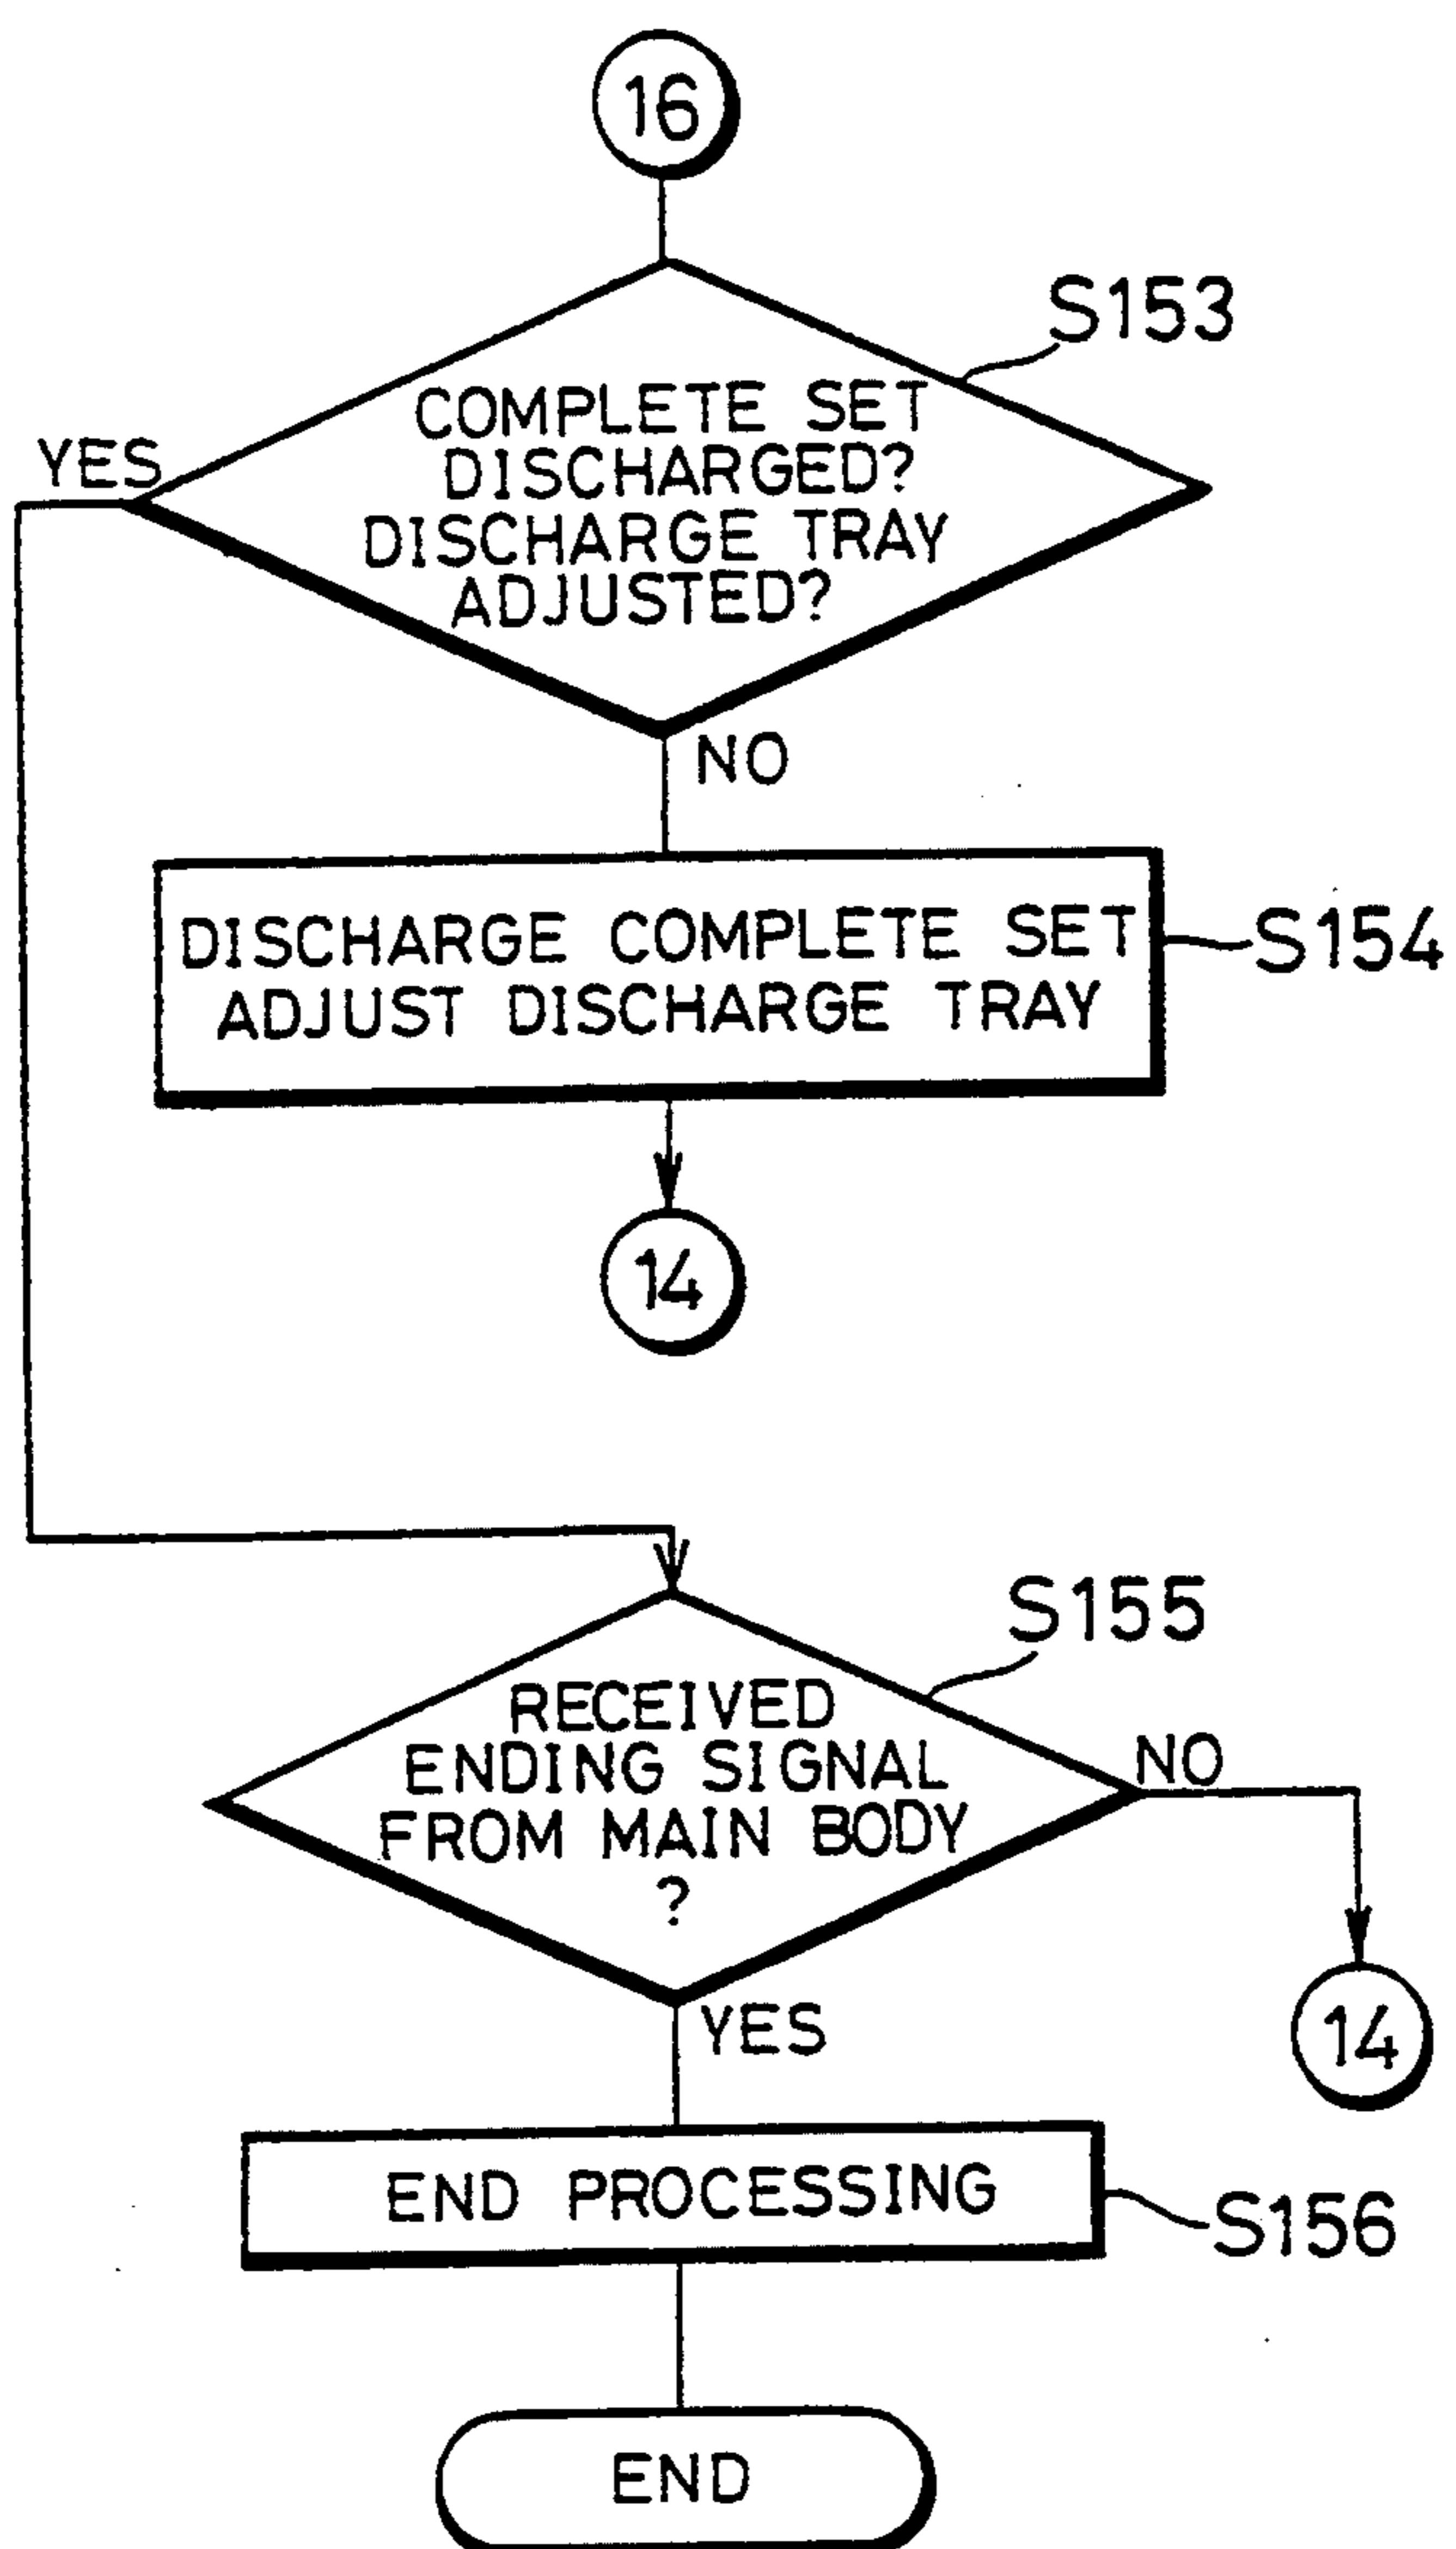 16
S153
YES
COMPLETE SET
DISCHARGED?
DISCHARGE TRAY
ADJUSTED?
NO
DISCHARGE COMPLETE SET
ADJUST DISCHARGE TRAY
S154
14
S155
RECEIVED
ENDING SIGNAL
FROM MAIN BODY
?
NO
14
YES
END PROCESSING
S156
END